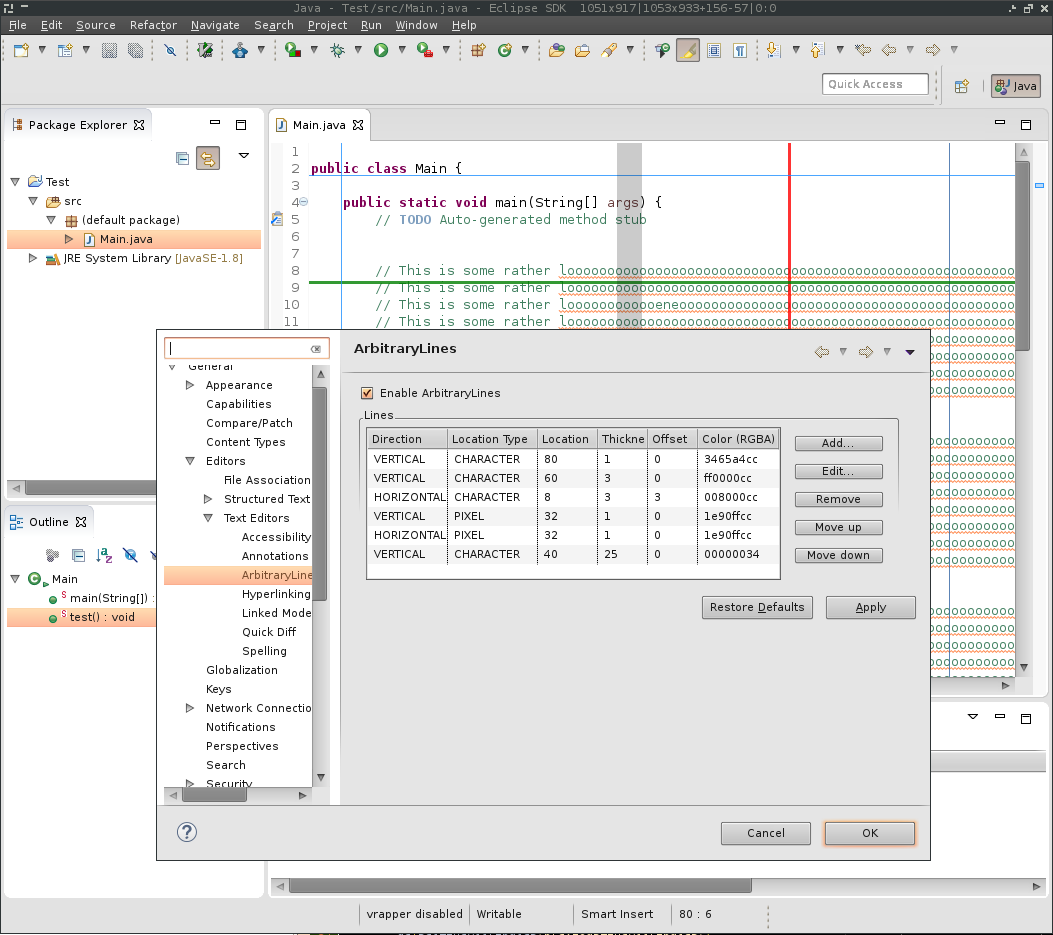 Java - Test/src/Main.java - Eclipse SDK 1051x917|1053x933+156-57|0:0
File Edit Source Refactor Navigate Search Project Run Window Help
Quick Access
Java
Package Explorer
Test
src
(default package)
Main.java
JRE System Library [JavaSE-1.8]
Main.java
1
2 public class Main {
3
4 public static void main(String[] args) {
5 // TODO Auto-generated method stub
6
7
8 // This is some rather
9 // This is some rather
10 // This is some rather
11 // This is some rather
Outline
Main
main(String[]) :
test() : void
General
Appearance
Capabilities
Compare/Patch
Content Types
Editors
File Association
Structured Text
Text Editors
Accessibility
Annotations
ArbitraryLine
Hyperlinking
Linked Mode
Quick Diff
Spelling
Globalization
Keys
Network Connectio
Notifications
Perspectives
Search
Security
ArbitraryLines
Enable ArbitraryLines
Lines
Direction Location Type Location Thickne Offset Color (RGBA)
VERTICAL CHARACTER 80 1 0 3465a4cc
VERTICAL CHARACTER 60 3 0 ff0000cc
HORIZONTAL CHARACTER 8 3 3 008000cc
VERTICAL PIXEL 32 1 0 1e90ffcc
HORIZONTAL PIXEL 32 1 0 1e90ffcc
VERTICAL CHARACTER 40 25 0 00000034
Add...
Edit...
Remove
Move up
Move down
Restore Defaults Apply
? Cancel OK
vrapper disabled Writable Smart Insert 80 : 6